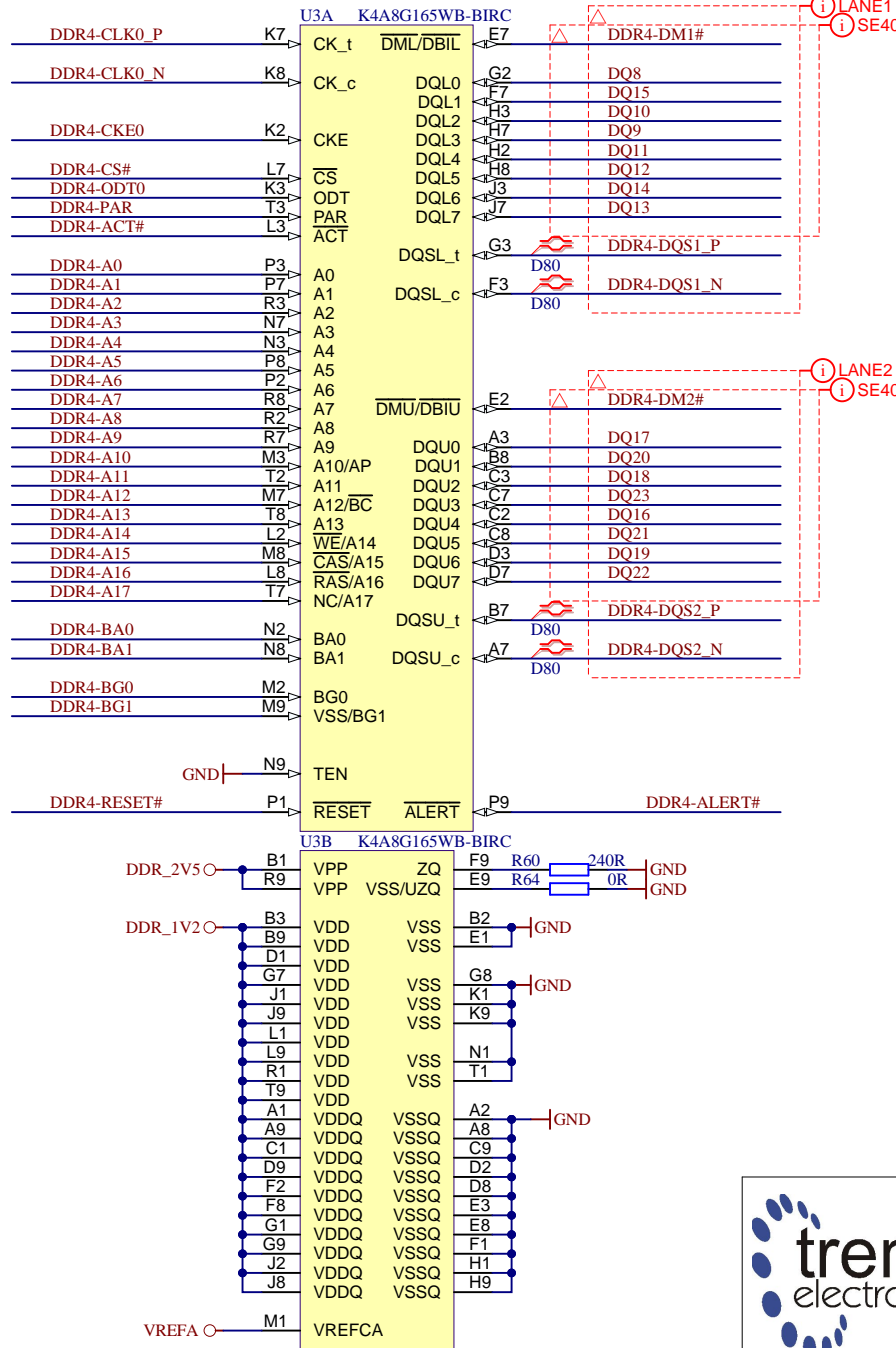 U3A K4A8G165WB-BIRC
LANE1
SE40
DDR4-CLK0_P K7 CK_t DML/DBIL E7 DDR4-DM1#
DDR4-CLK0_N K8 CK_c DQL0 G2 DQ8
DQL1 F7 DQ15
DQL2 H3 DQ10
DDR4-CKE0 K2 CKE DQL3 H7 DQ9
DQL4 H2 DQ11
DDR4-CS# L7 CS DQL5 H8 DQ12
DDR4-ODT0 K3 ODT DQL6 J3 DQ14
DDR4-PAR T3 PAR DQL7 J7 DQ13
DDR4-ACT# L3 ACT
DQSL_t G3 D80 DDR4-DQS1_P
DDR4-A0 P3 A0
DDR4-A1 P7 A1 DQSL_c F3 D80 DDR4-DQS1_N
DDR4-A2 R3 A2
DDR4-A3 N7 A3
DDR4-A4 N3 A4
DDR4-A5 P8 A5
LANE2
DDR4-A6 P2 A6
SE40
DDR4-A7 R8 A7 DMU/DBIU E2 DDR4-DM2#
DDR4-A8 R2 A8
DDR4-A9 R7 A9 DQU0 A3 DQ17
DDR4-A10 M3 A10/AP DQU1 B8 DQ20
DDR4-A11 T2 A11 DQU2 C3 DQ18
DDR4-A12 M7 A12/BC DQU3 C7 DQ23
DDR4-A13 T8 A13 DQU4 C2 DQ16
DDR4-A14 L2 WE/A14 DQU5 C8 DQ21
DDR4-A15 M8 CAS/A15 DQU6 D3 DQ19
DDR4-A16 L8 RAS/A16 DQU7 D7 DQ22
DDR4-A17 T7 NC/A17
DQSU_t B7 D80 DDR4-DQS2_P
DDR4-BA0 N2 BA0
DDR4-BA1 N8 BA1 DQSU_c A7 D80 DDR4-DQS2_N
DDR4-BG0 M2 BG0
DDR4-BG1 M9 VSS/BG1
GND N9 TEN
DDR4-RESET# P1 RESET ALERT P9 DDR4-ALERT#
U3B K4A8G165WB-BIRC
DDR_2V5 B1 VPP ZQ F9 R60 240R GND
R9 VPP VSS/UZQ E9 R64 0R GND
DDR_1V2 B3 VDD VSS B2 GND
B9 VDD VSS E1
D1 VDD
G7 VDD VSS G8 GND
J1 VDD VSS K1
J9 VDD VSS K9
L1 VDD
L9 VDD VSS N1
R1 VDD VSS T1
T9 VDD
A1 VDDQ VSSQ A2 GND
A9 VDDQ VSSQ A8
C1 VDDQ VSSQ C9
D9 VDDQ VSSQ D2
F2 VDDQ VSSQ D8
F8 VDDQ VSSQ E3
G1 VDDQ VSSQ E8
G9 VDDQ VSSQ F1
J2 VDDQ VSSQ H1
J8 VDDQ VSSQ H9
VREFA M1 VREFCA
tren
electro